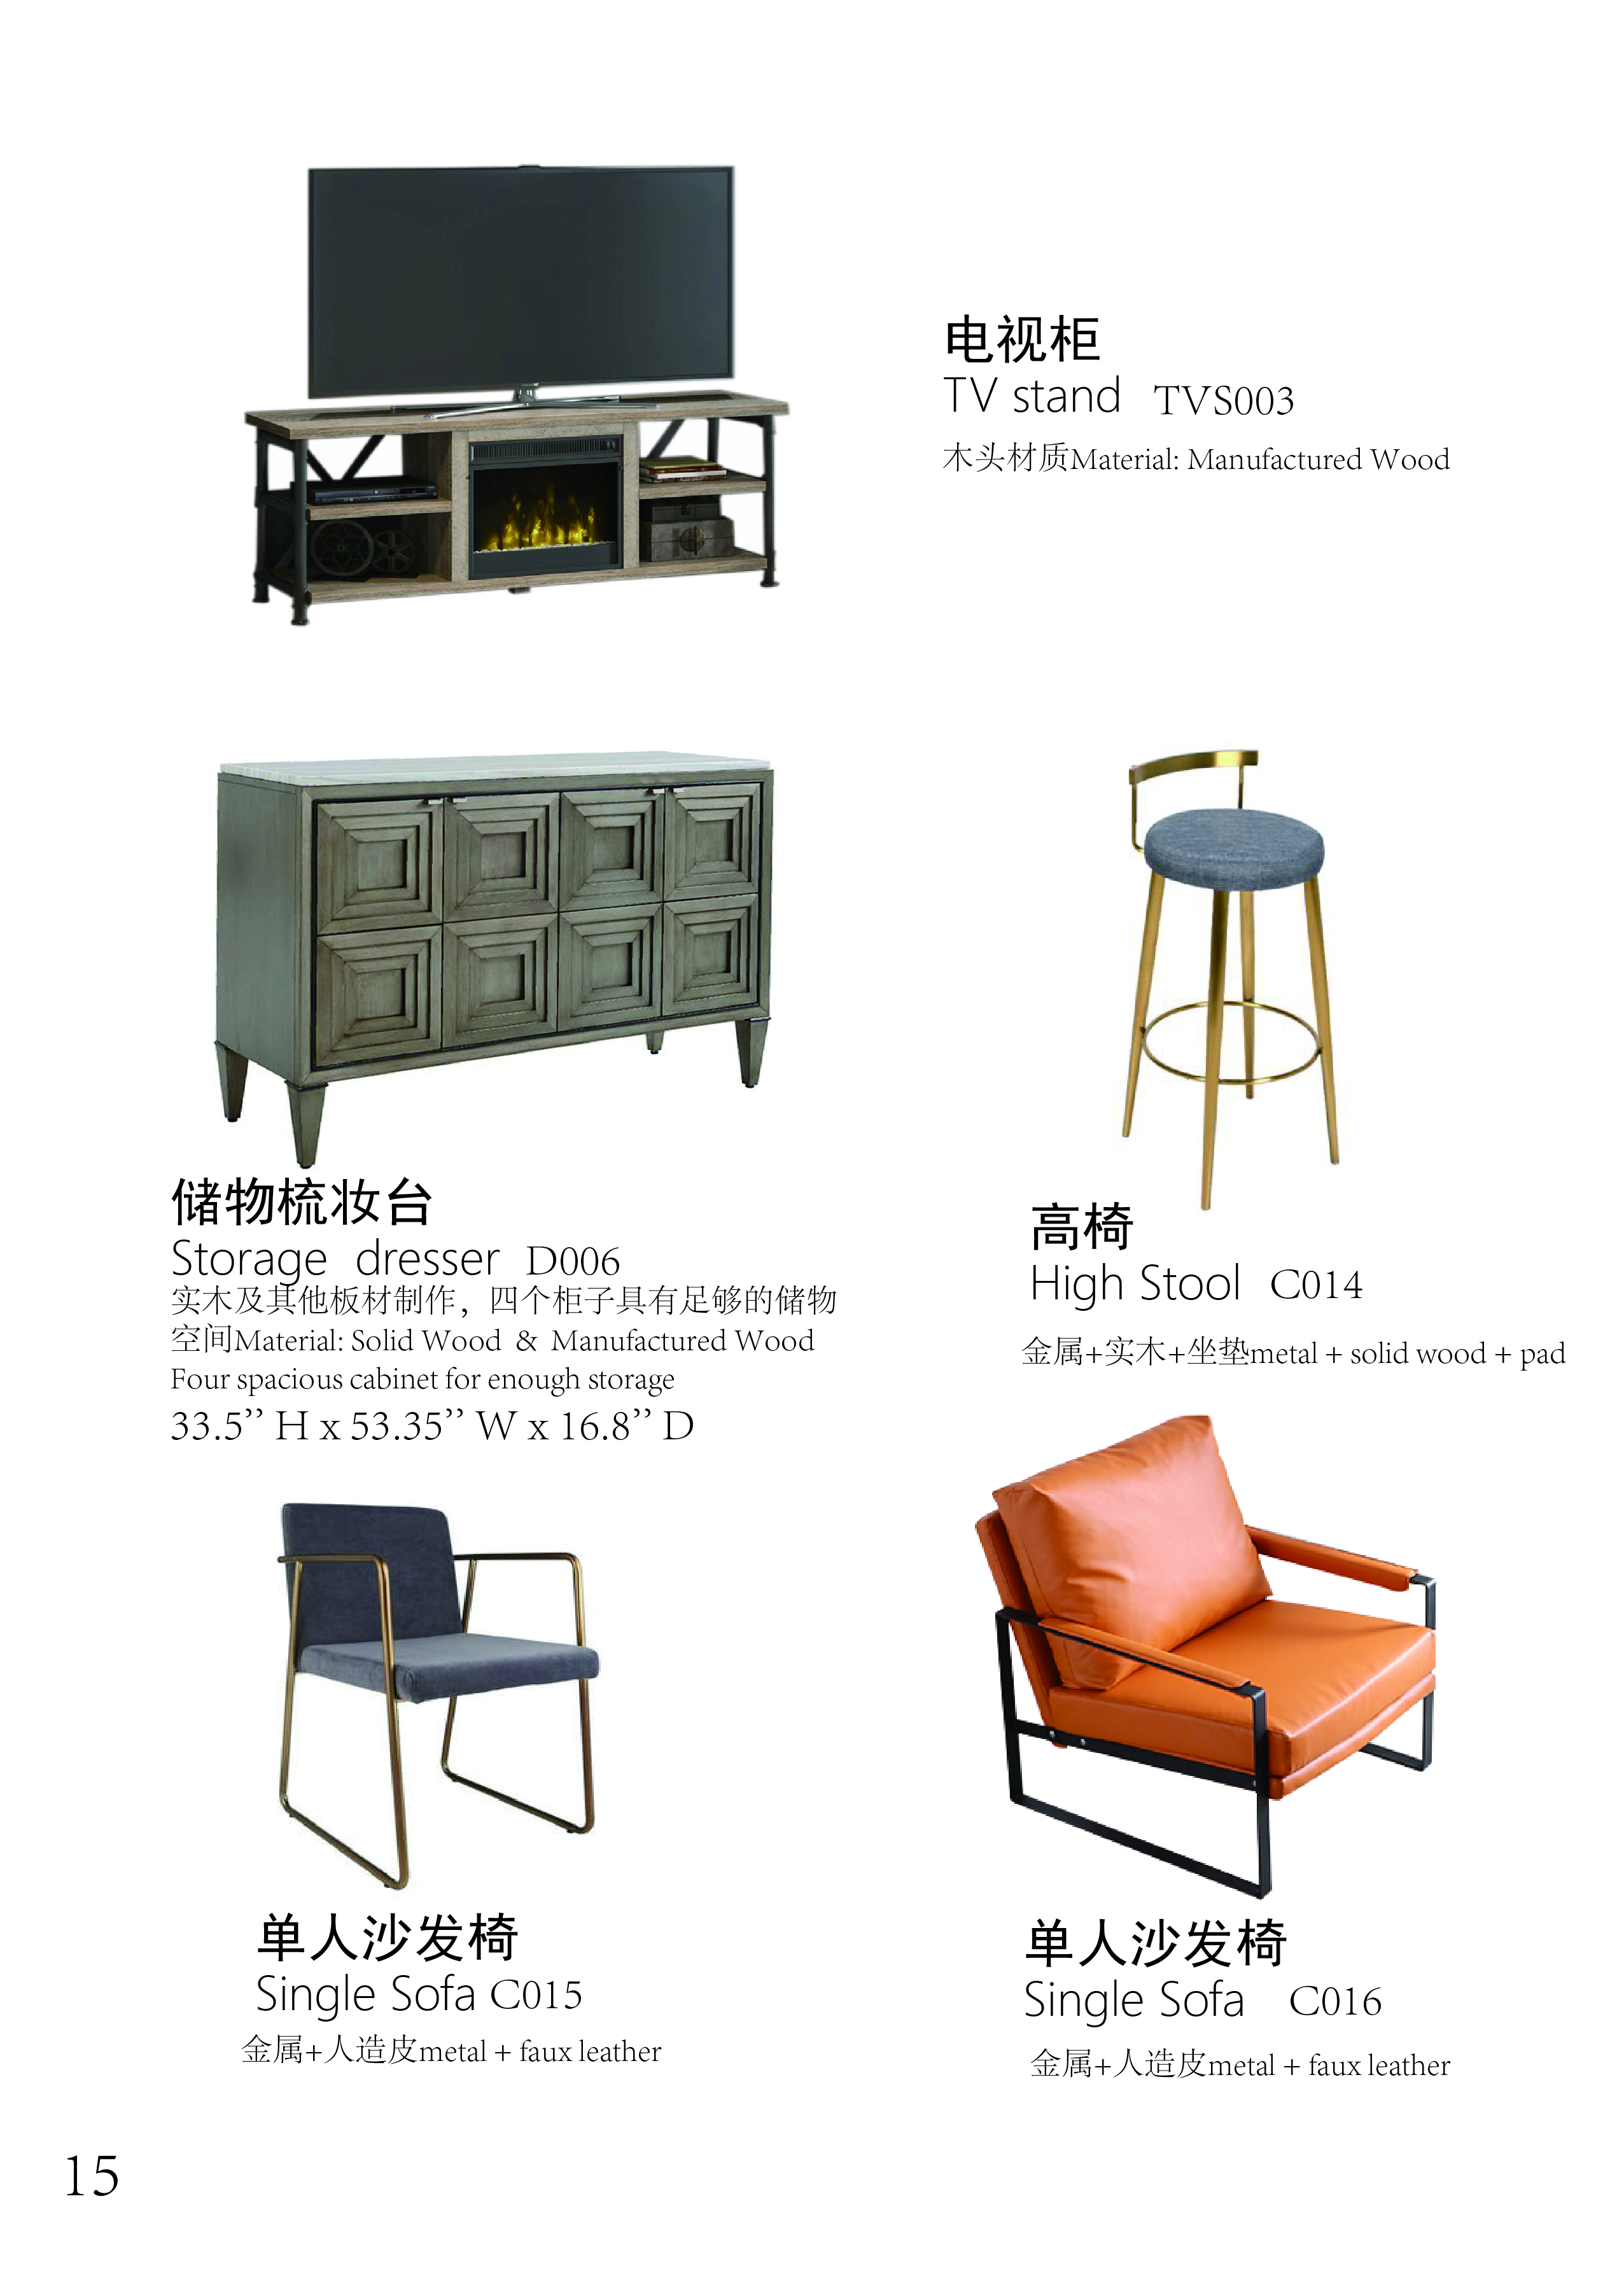 电视柜
TV stand TVS003
木头材质Material: Manufactured Wood
储物梳妆台
Storage dresser D006
实木及其他板材制作，四个柜子具有足够的储物
空间Material: Solid Wood & Manufactured Wood
Four spacious cabinet for enough storage
33.5’’ H x 53.35’’ W x 16.8’’ D
高椅
High Stool C014
金属+实木+坐垫metal + solid wood + pad
单人沙发椅
Single Sofa C015
金属+人造皮metal + faux leather
单人沙发椅
Single Sofa C016
金属+人造皮metal + faux leather
15